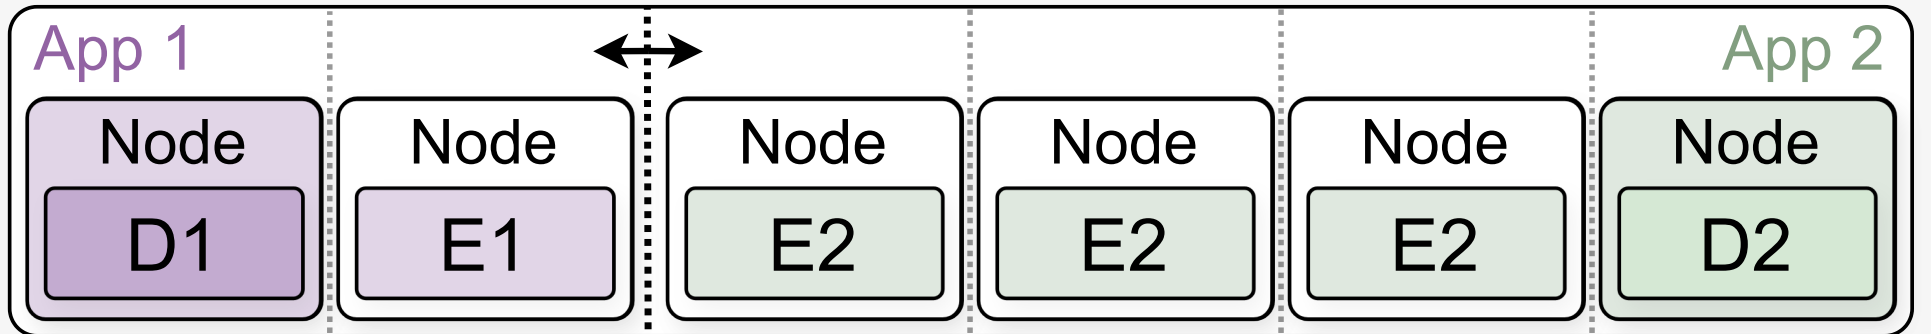 App 1
App 2
Node
Node
Node
Node
Node
Node
D1
E1
E2
E2
E2
D2